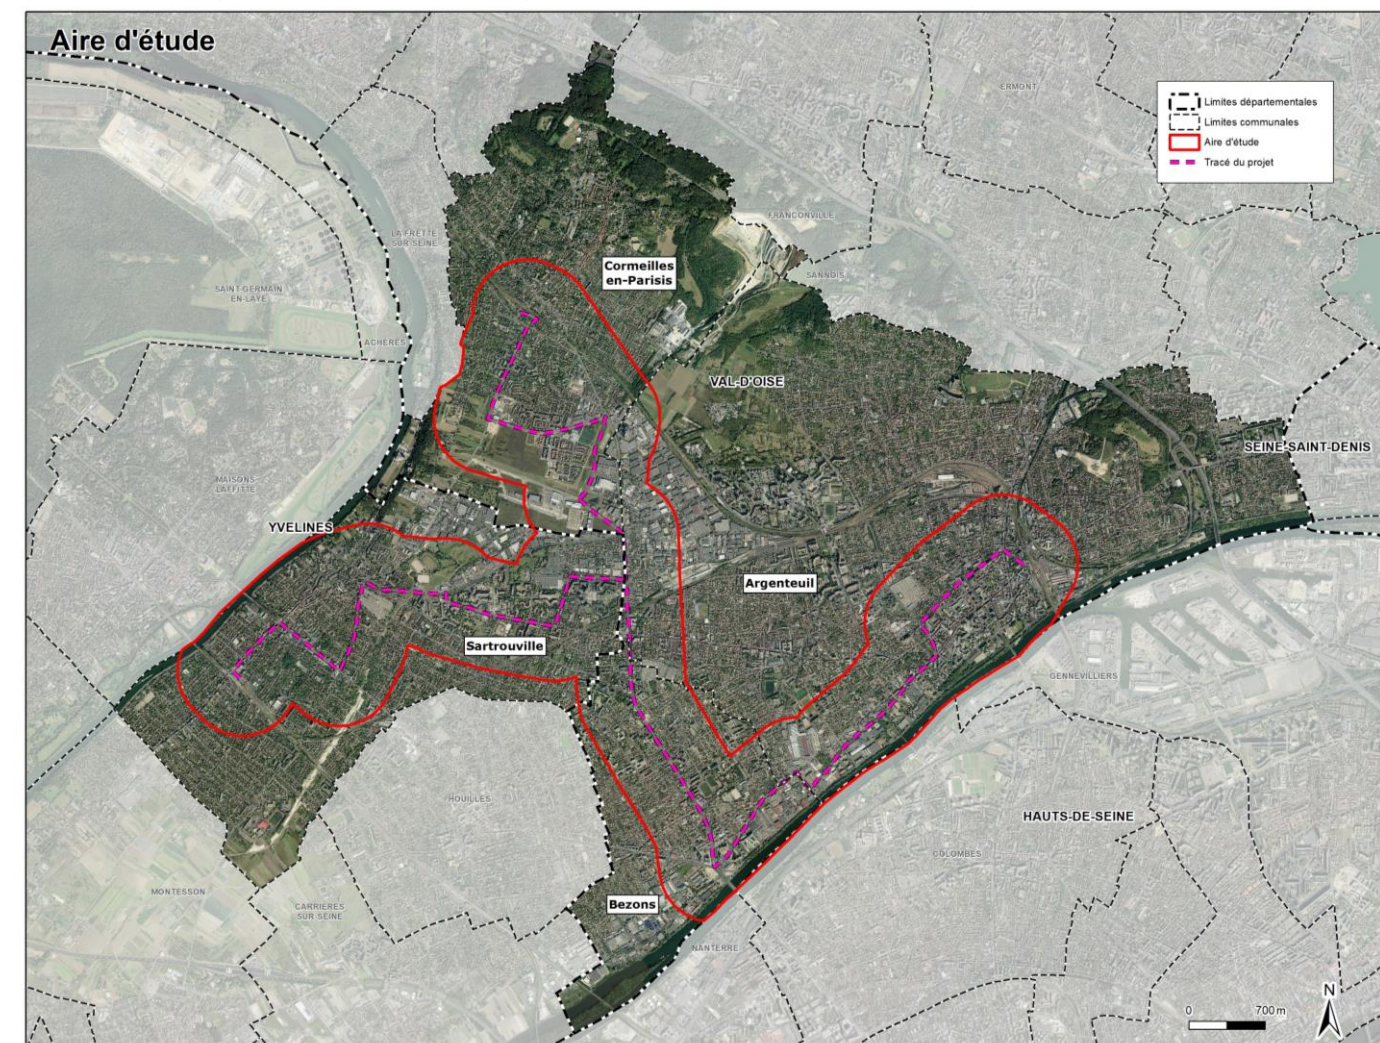 Aire d'étude
Limites départementales
Limites communales
Aire d'étude
Tracé du projet
ERMONT
FRANCONVILLE
LA FRETTE
SUR-SEINE
Cormeilles
en-Parisis
SANNOIS
SAINT-GERMAIN
EN-LAYE
ACHERES
VAL-D'OISE
SEINE-SAINT-DENIS
MAISONS
LAFFITTE
YVELINES
Argenteuil
Sartrouville
GENNEVILLIERS
HOUILLES
HAUTS-DE-SEINE
COLOMBES
MONTESSON
CARRIERES
SUR SEINE
Bezons
NANTERRE
N
0 700 m